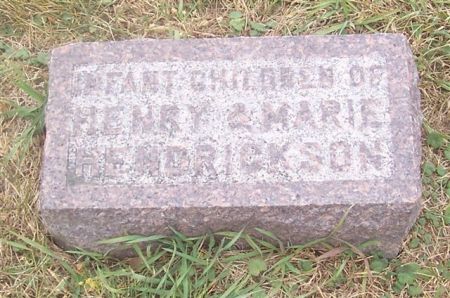 INFANT CHILDREN OF
HENRY & MARIE
HENDRICKSON